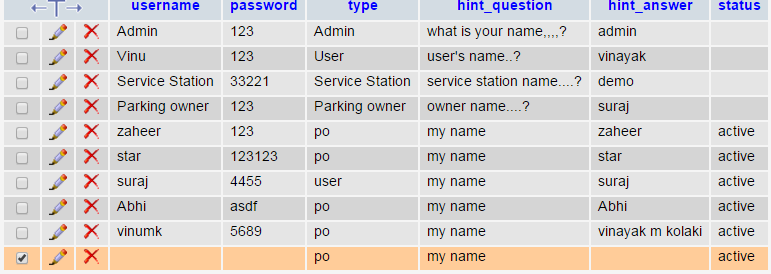 username password type hint_question hint_answer status
Admin 123 Admin what is your name,,,,? admin
Vinu 123 User user's name..? vinayak
Service Station 33221 Service Station service station name....? demo
Parking owner 123 Parking owner owner name....? suraj
zaheer 123 po my name zaheer active
star 123123 po my name star active
suraj 4455 user my name suraj active
Abhi asdf po my name Abhi active
vinumk 5689 po my name vinayak m kolaki active
po my name active